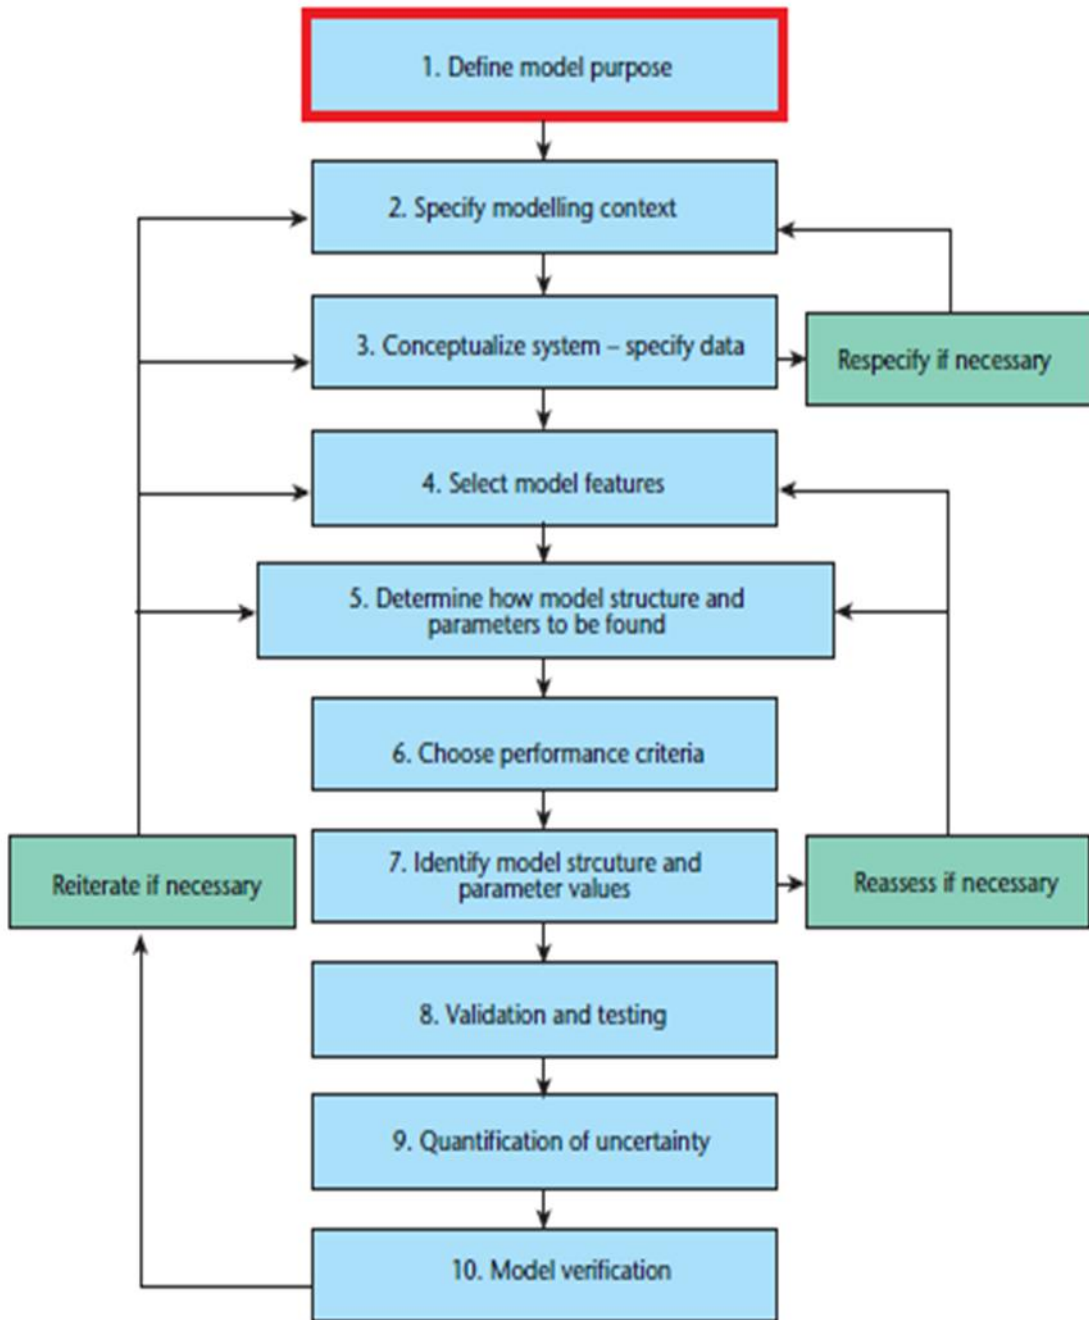 1. Define model purpose
2. Specify modelling context
3. Conceptualize system – specify data
Respecify if necessary
4. Select model features
5. Determine how model structure and
parameters to be found
6. Choose performance criteria
7. Identify model strcuture and
parameter values
Reiterate if necessary
Reassess if necessary
8. Validation and testing
9. Quantification of uncertainty
10. Model verification